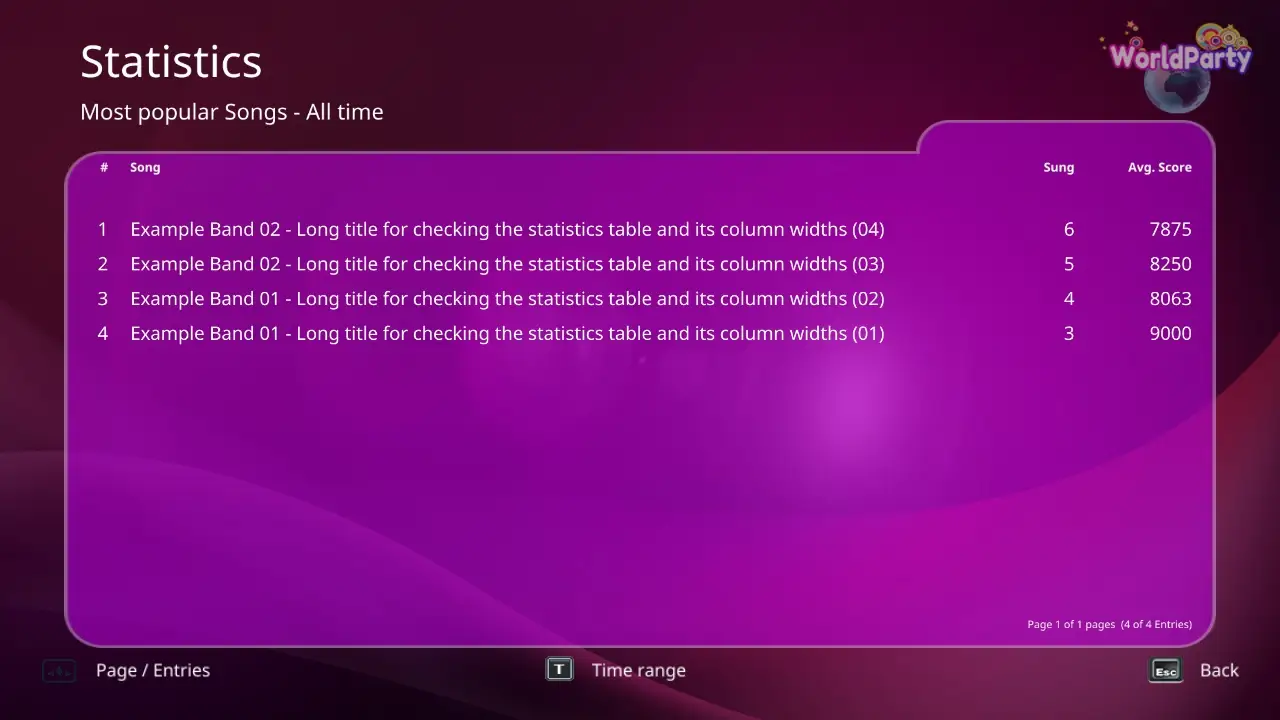 Statistics
WorldParty
Most popular Songs - All time
# Song Sung Avg. Score
1 Example Band 02 - Long title for checking the statistics table and its column widths (04) 6 7875
2 Example Band 02 - Long title for checking the statistics table and its column widths (03) 5 8250
3 Example Band 01 - Long title for checking the statistics table and its column widths (02) 4 8063
4 Example Band 01 - Long title for checking the statistics table and its column widths (01) 3 9000
Page 1 of 1 pages (4 of 4 Entries)
Page / Entries T Time range Esc Back